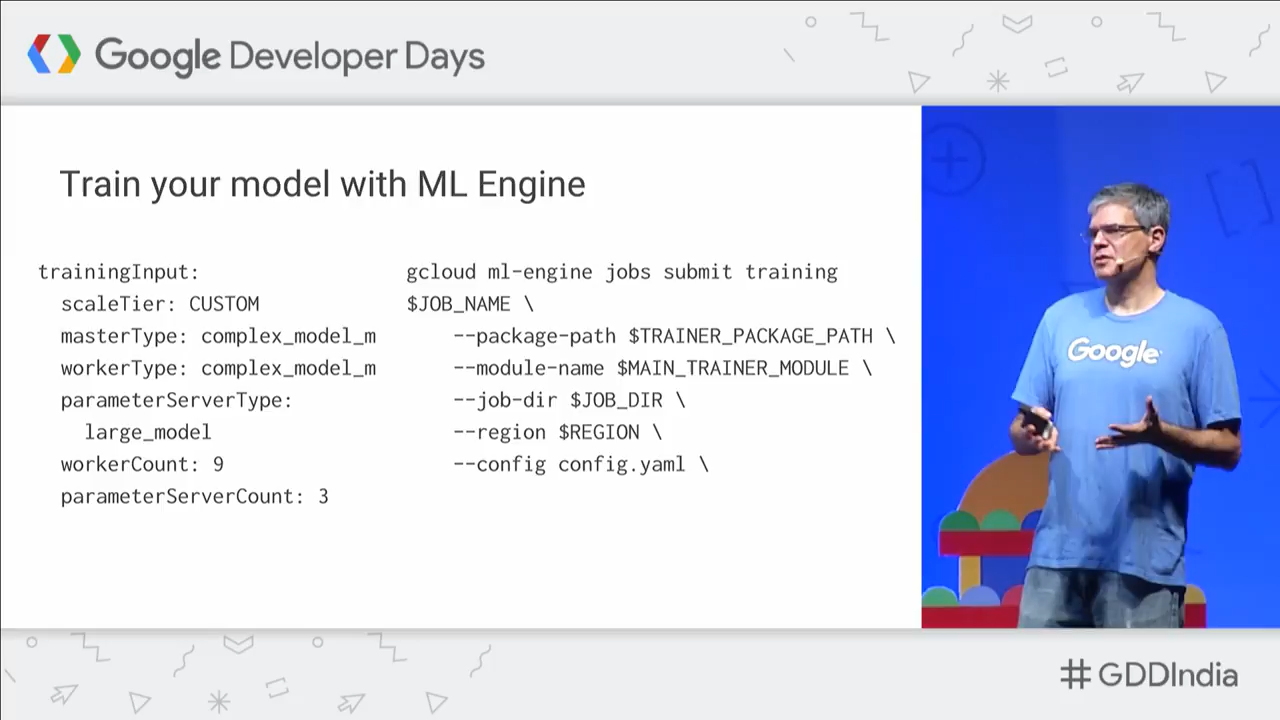 Google Developer Days
Train your model with ML Engine
trainingInput:
  scaleTier: CUSTOM
  masterType: complex_model_m
  workerType: complex_model_m
  parameterServerType:
    large_model
  workerCount: 9
  parameterServerCount: 3
gcloud ml-engine jobs submit training
$JOB_NAME \
    --package-path $TRAINER_PACKAGE_PATH \
    --module-name $MAIN_TRAINER_MODULE \
    --job-dir $JOB_DIR \
    --region $REGION \
    --config config.yaml \
Google
#GDDIndia